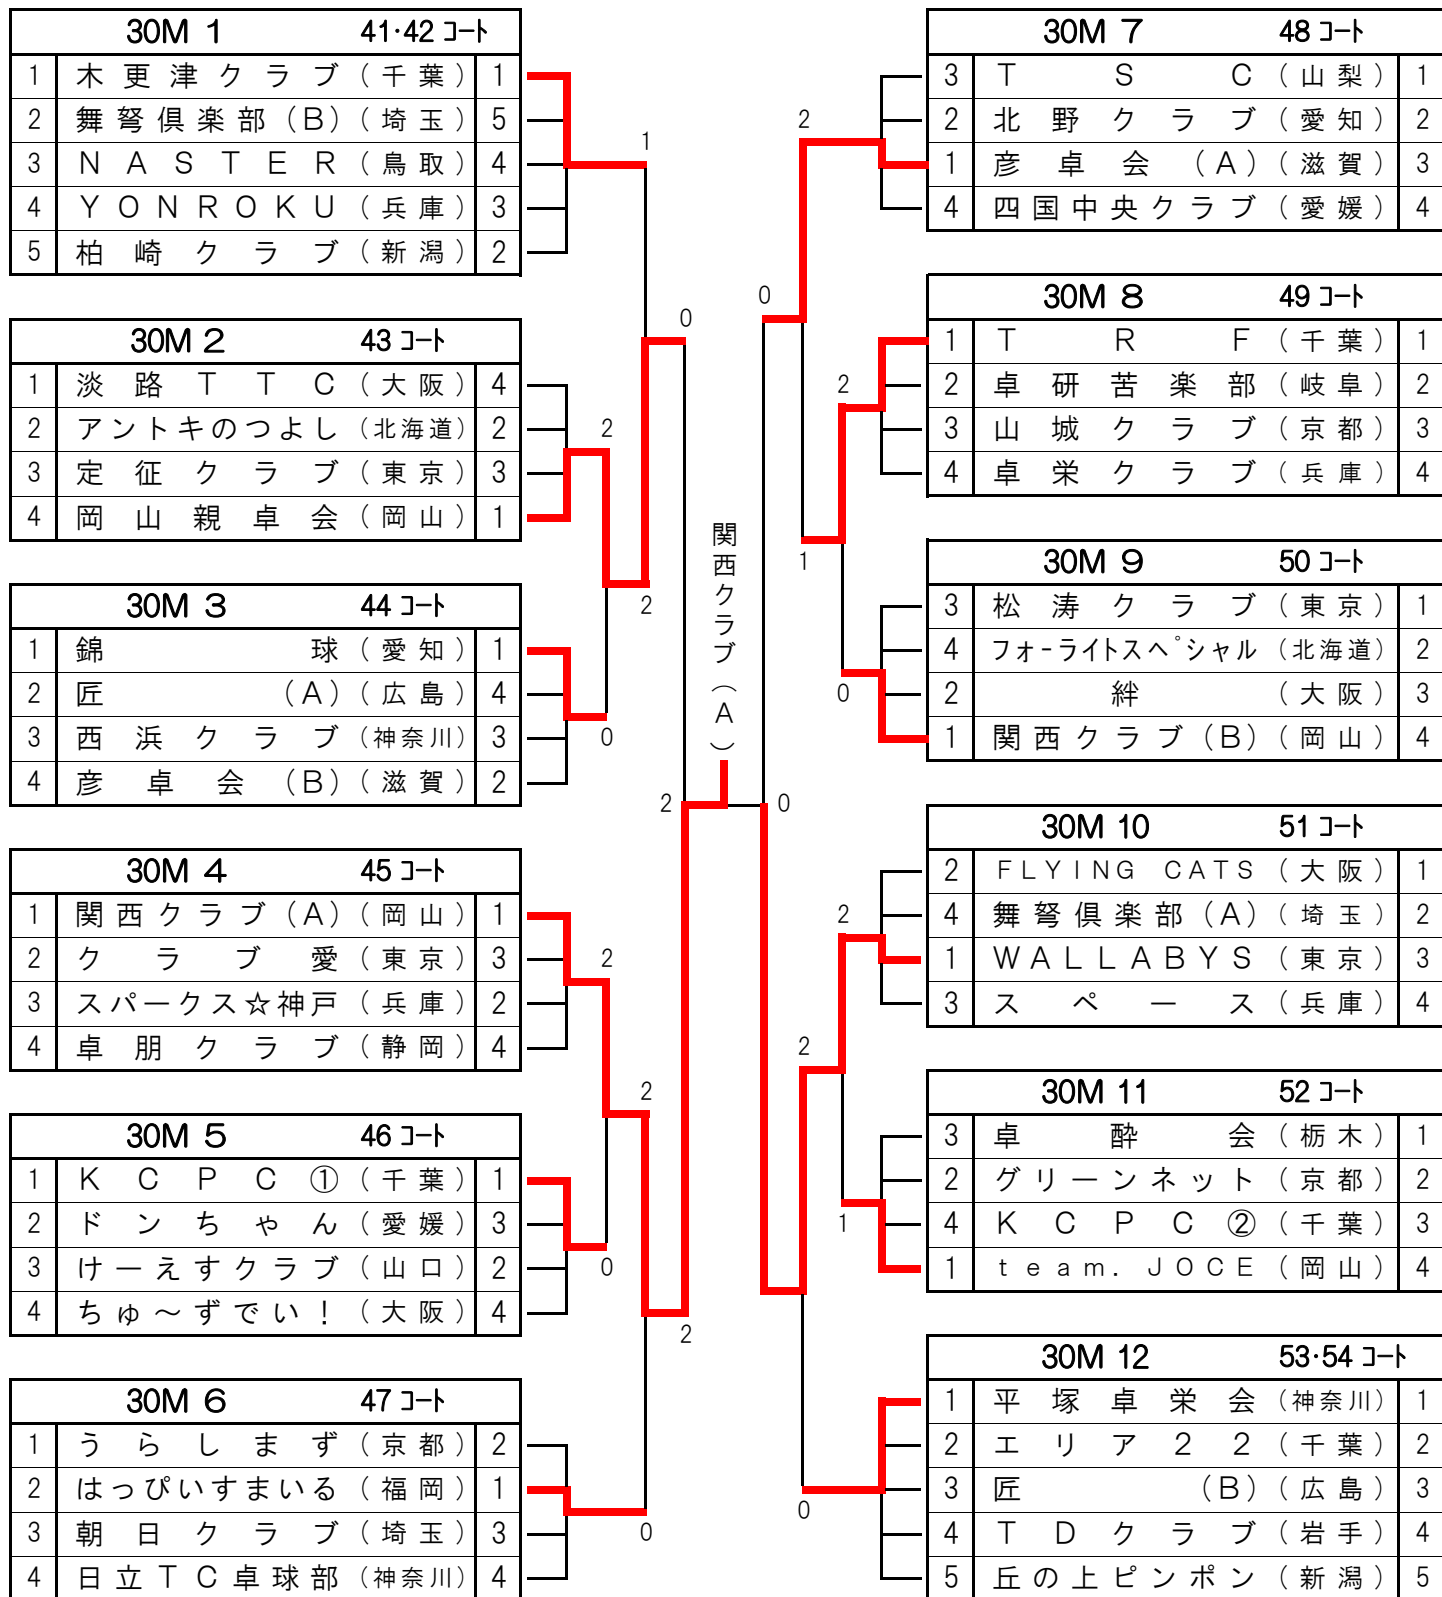 30M 1 41·42 コート
1 木更津クラブ（千葉） 1
2 舞弩倶楽部（B）（埼玉） 5
3 NASTER（鳥取） 4
4 YONROKU（兵庫） 3
5 柏崎クラブ（新潟） 2
30M 2 43 コート
1 淡路TTC（大阪） 4
2 アントキのつよし（北海道） 2
3 定征クラブ（東京） 3
4 岡山親卓会（岡山） 1
30M 3 44 コート
1 錦球（愛知） 1
2 匠（A）（広島） 4
3 西浜クラブ（神奈川） 3
4 彦卓会（B）（滋賀） 2
30M 4 45 コート
1 関西クラブ（A）（岡山） 1
2 クラブ愛（東京） 3
3 スパークス☆神戸（兵庫） 2
4 卓朋クラブ（静岡） 4
30M 5 46 コート
1 KCPC①（千葉） 1
2 ドンちゃん（愛媛） 3
3 けーえすクラブ（山口） 2
4 ちゅ～ずでい！（大阪） 4
30M 6 47 コート
1 うらしまず（京都） 2
2 はっぴいすまいる（福岡） 1
3 朝日クラブ（埼玉） 3
4 日立TC卓球部（神奈川） 4
1
0
2
2
0
2
2
2
0
2
0
関西クラブ（A）
2
0
2
1
0
0
2
2
1
0
30M 7 48 コート
3 TSC（山梨） 1
2 北野クラブ（愛知） 2
1 彦卓会（A）（滋賀） 3
4 四国中央クラブ（愛媛） 4
30M 8 49 コート
1 TRF（千葉） 1
2 卓研苦楽部（岐阜） 2
3 山城クラブ（京都） 3
4 卓栄クラブ（兵庫） 4
30M 9 50 コート
3 松涛クラブ（東京） 1
4 フォーライトスペシャル（北海道） 2
2 絆（大阪） 3
1 関西クラブ（B）（岡山） 4
30M 10 51 コート
2 FLYING CATS（大阪） 1
4 舞弩倶楽部（A）（埼玉） 2
1 WALLABYS（東京） 3
3 スペース（兵庫） 4
30M 11 52 コート
3 卓酔会（栃木） 1
2 グリーンネット（京都） 2
4 KCPC②（千葉） 3
1 team. JOCE（岡山） 4
30M 12 53·54 コート
1 平塚卓栄会（神奈川） 1
2 エリア22（千葉） 2
3 匠（B）（広島） 3
4 TDクラブ（岩手） 4
5 丘の上ピンポン（新潟） 5